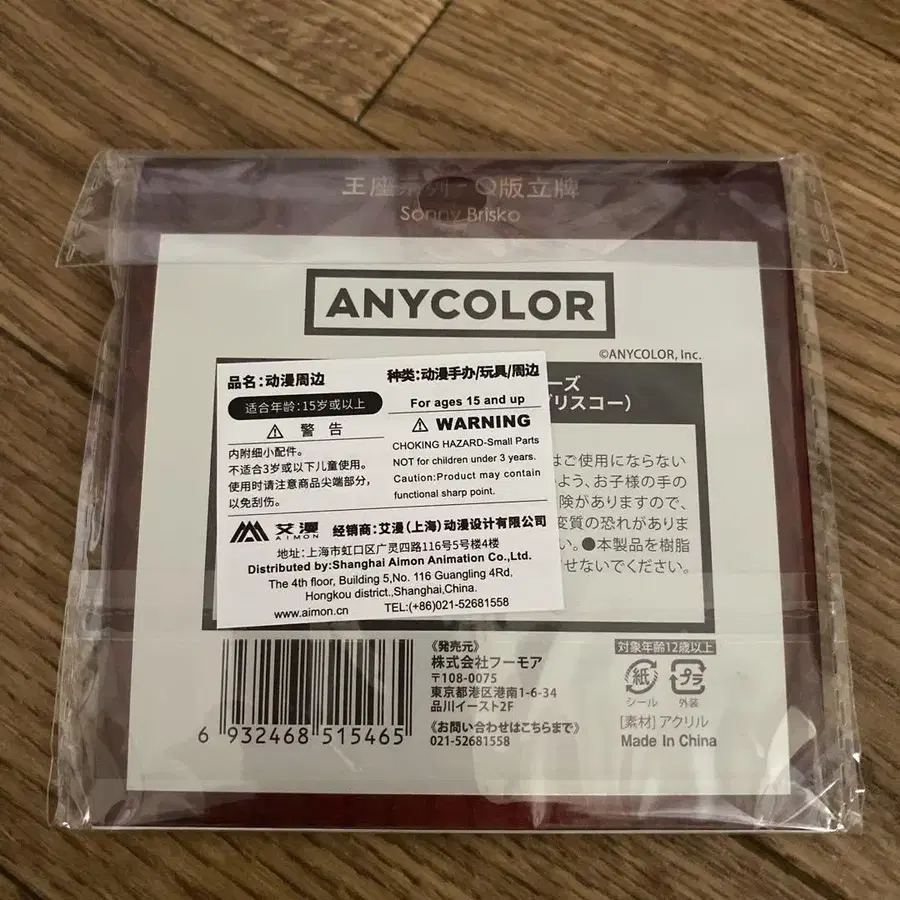 王座系列-Q版立牌
Sonny Brisko
ANYCOLOR
©ANYCOLOR, Inc.
ーズ
ブリスコー）
品名:动漫周边
适合年龄:15岁或以上
警 告
内附细小配件。
不适合3岁或以下儿童使用。
使用时请注意商品尖端部分，
以免刮伤。
种类:动漫手办/玩具/周边
For ages 15 and up
WARNING
CHOKING HAZARD-Small Parts
NOT for children under 3 years.
Caution:Product may contain
functional sharp point.
艾漫
AIMON
经销商:艾漫(上海)动漫设计有限公司
地址:上海市虹口区广灵四路116号5号楼4楼
Distributed by:Shanghai Aimon Animation Co.,Ltd.
The 4th floor, Building 5,No. 116 Guangling 4Rd,
Hongkou district.,Shanghai,China.
www.aimon.cn TEL:(+86)021-52681558
はご使用にならない
よう、お子様の手の
険がありますので、
変質の恐れがありま
い。●本製品を樹脂
せないでください。
6 932468 515465
《発売元》
株式会社フーモア
〒108-0075
東京都港区港南1-6-34
品川イースト2F
《お問い合わせはこちらまで》
021-52681558
対象年齢12歳以上
紙
シール
プラ
外装
[素材]アクリル
Made In China